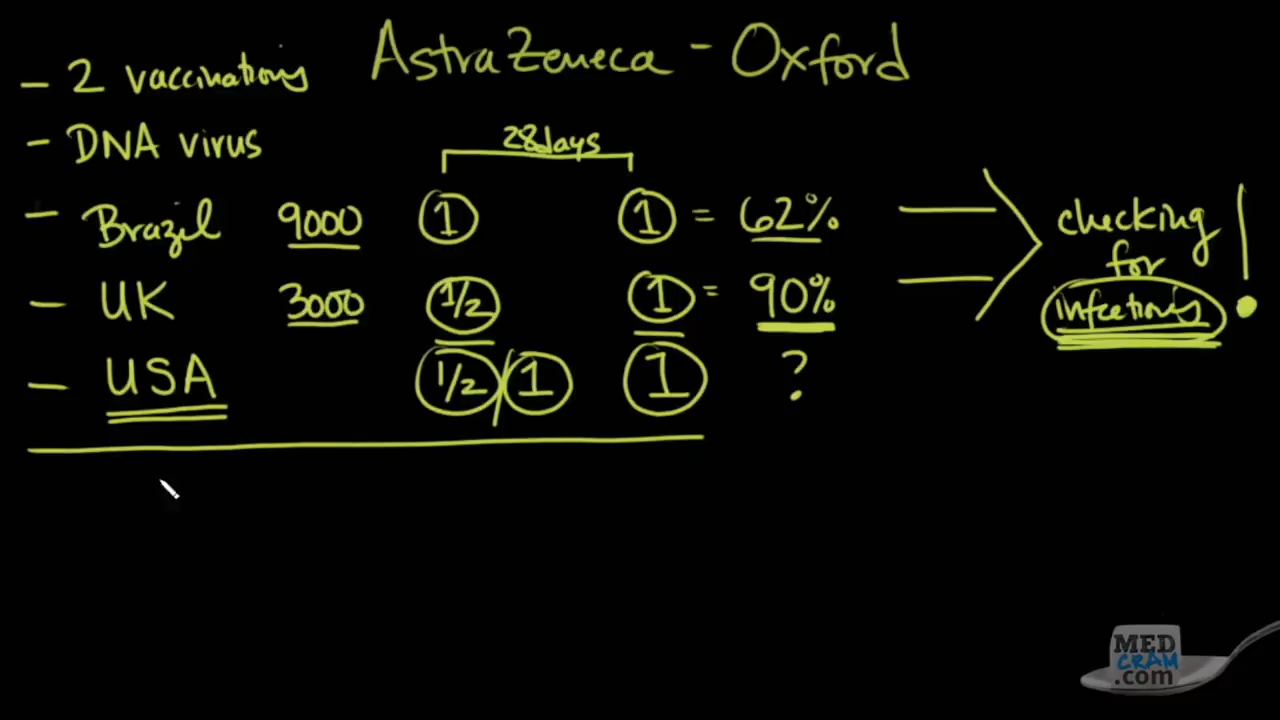 AstraZeneca - Oxford
- 2 vaccinations
- DNA virus
28days
- Brazil 9000 1 1 = 62%
- UK 3000 1/2 1 = 90%
- USA 1/2 / 1 1 ?
checking
for
infections !
MED
CRAM
.com